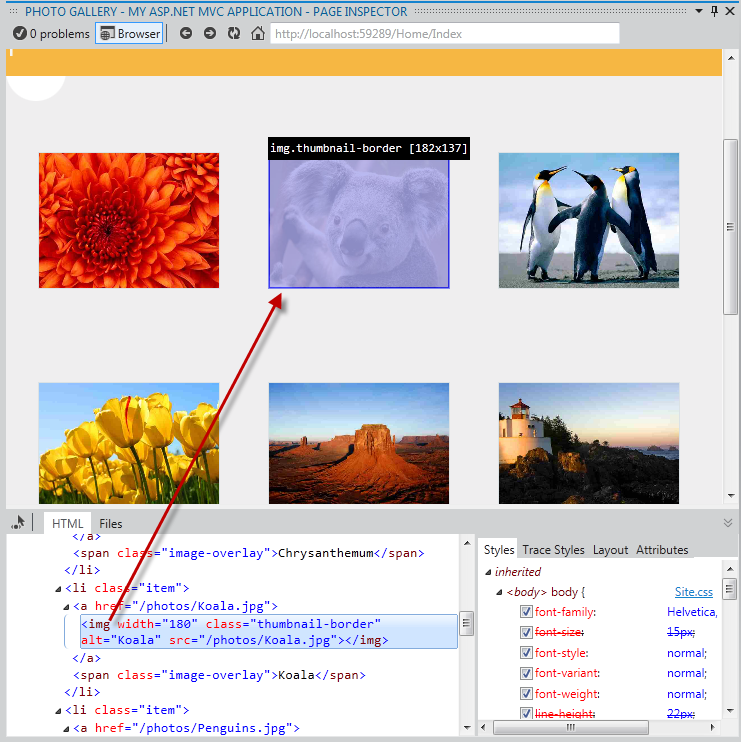 PHOTO GALLERY - MY ASP.NET MVC APPLICATION - PAGE INSPECTOR
0 problems Browser http://localhost:59289/Home/Index
img.thumbnail-border [182x137]
HTML Files
</a>
<span class="image-overlay">Chrysanthemum</span>
</li>
<li class="item">
<a href="/photos/Koala.jpg">
<img width="180" class="thumbnail-border"
alt="Koala" src="/photos/Koala.jpg"></img>
</a>
<span class="image-overlay">Koala</span>
</li>
<li class="item">
<a href="/photos/Penguins.jpg">
Styles Trace Styles Layout Attributes
inherited
<body> body { Site.css
font-family: Helvetica,
font-size: 15px;
font-style: normal;
font-variant: normal;
font-weight: normal;
line-height: 22px;